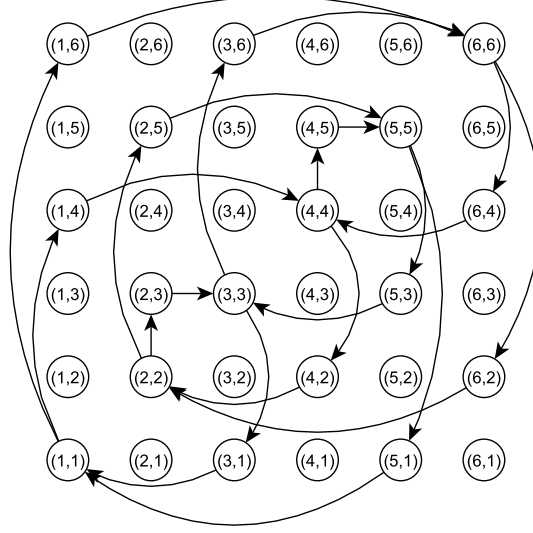 (1,6) (2,6) (3,6) (4,6) (5,6) (6,6)
(1,5) (2,5) (3,5) (4,5) (5,5) (6,5)
(1,4) (2,4) (3,4) (4,4) (5,4) (6,4)
(1,3) (2,3) (3,3) (4,3) (5,3) (6,3)
(1,2) (2,2) (3,2) (4,2) (5,2) (6,2)
(1,1) (2,1) (3,1) (4,1) (5,1) (6,1)